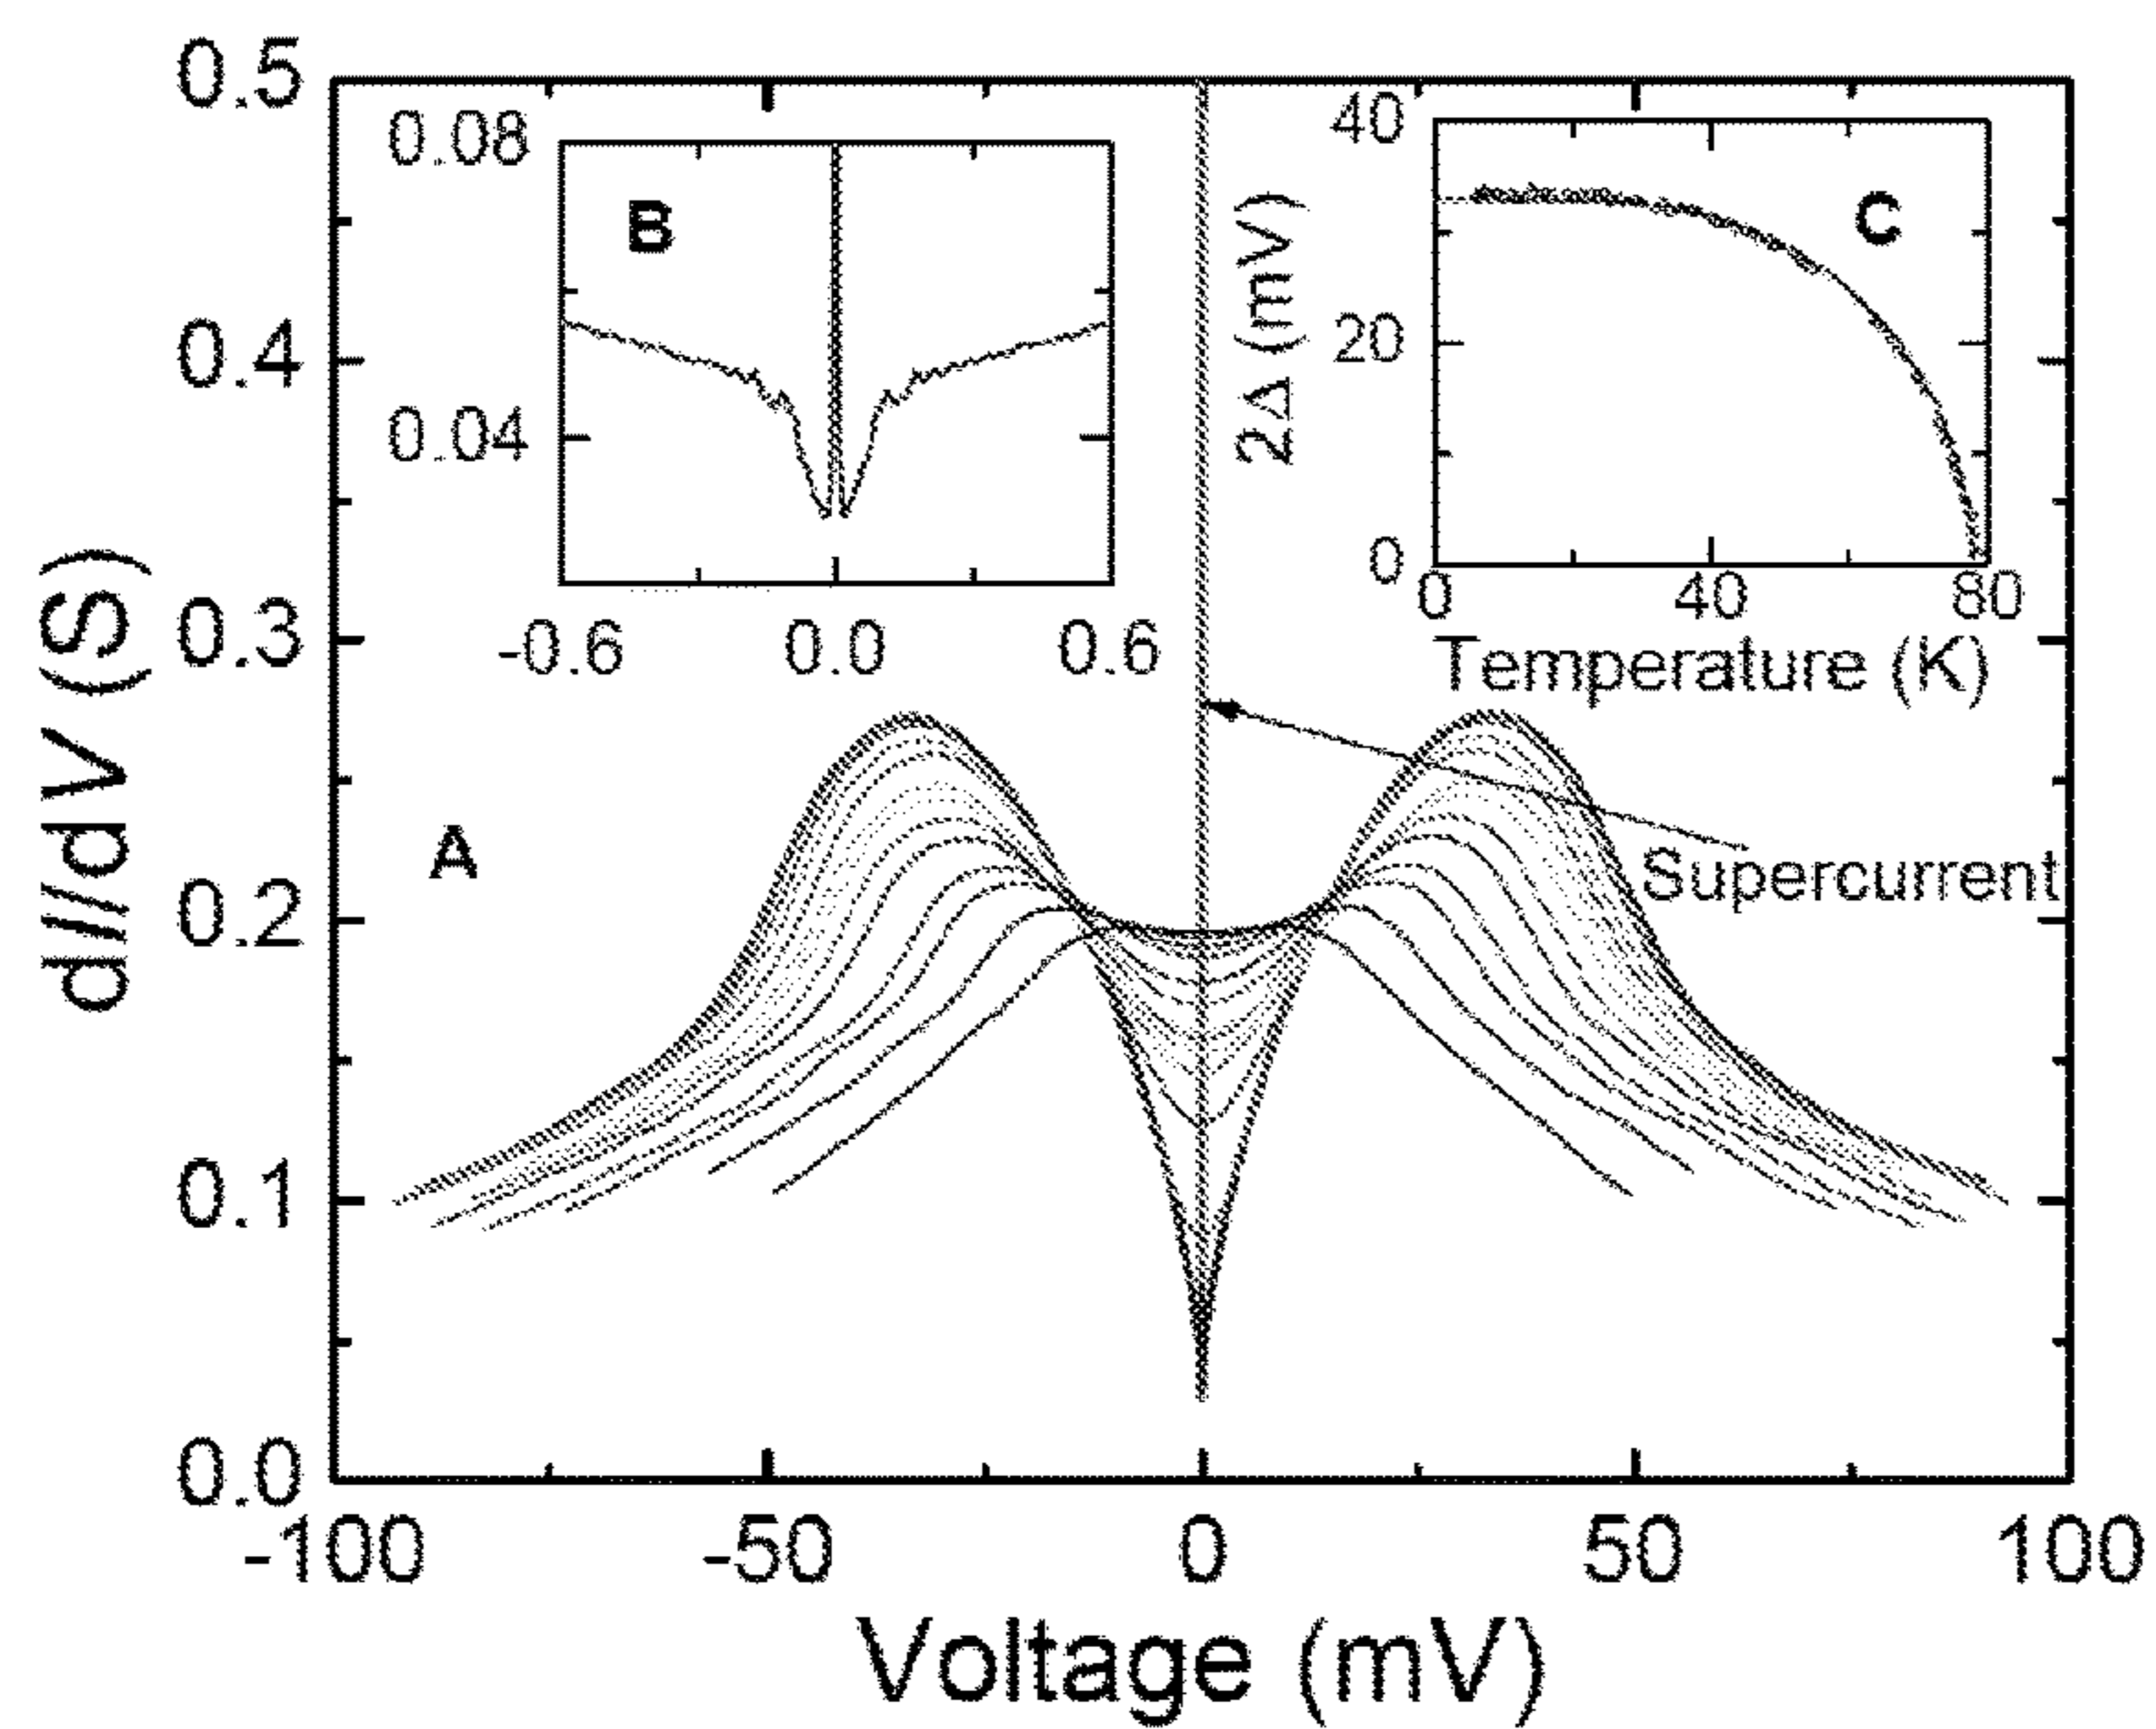 0.5
0.4
0.3
0.2
0.1
0.0
dI/dV (S)
-100
-50
0
50
100
Voltage (mV)
A
Supercurrent
B
0.08
0.04
-0.6
0.0
0.6
C
40
20
0
2Δ (mV)
0
40
80
Temperature (K)